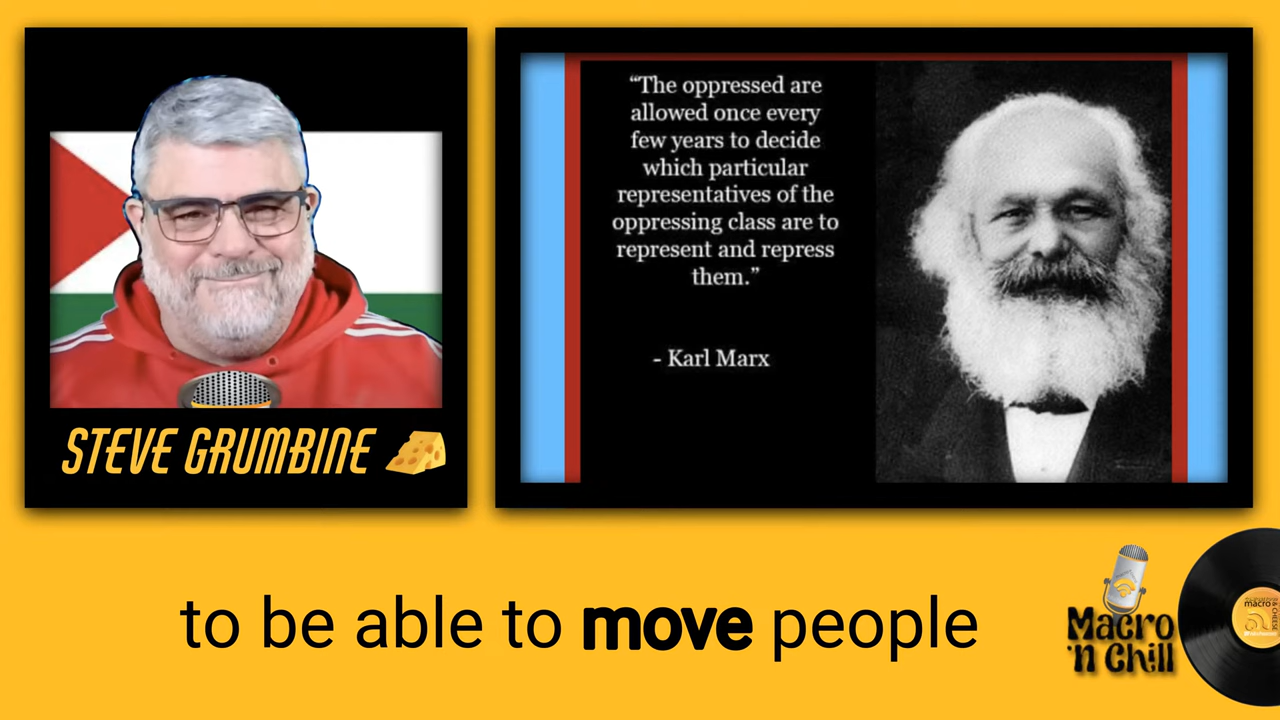 “The oppressed are
allowed once every
few years to decide
which particular
representatives of the
oppressing class are to
represent and repress
them.”
- Karl Marx
STEVE GRUMBINE
to be able to move people
Macro
'N Chill
macro